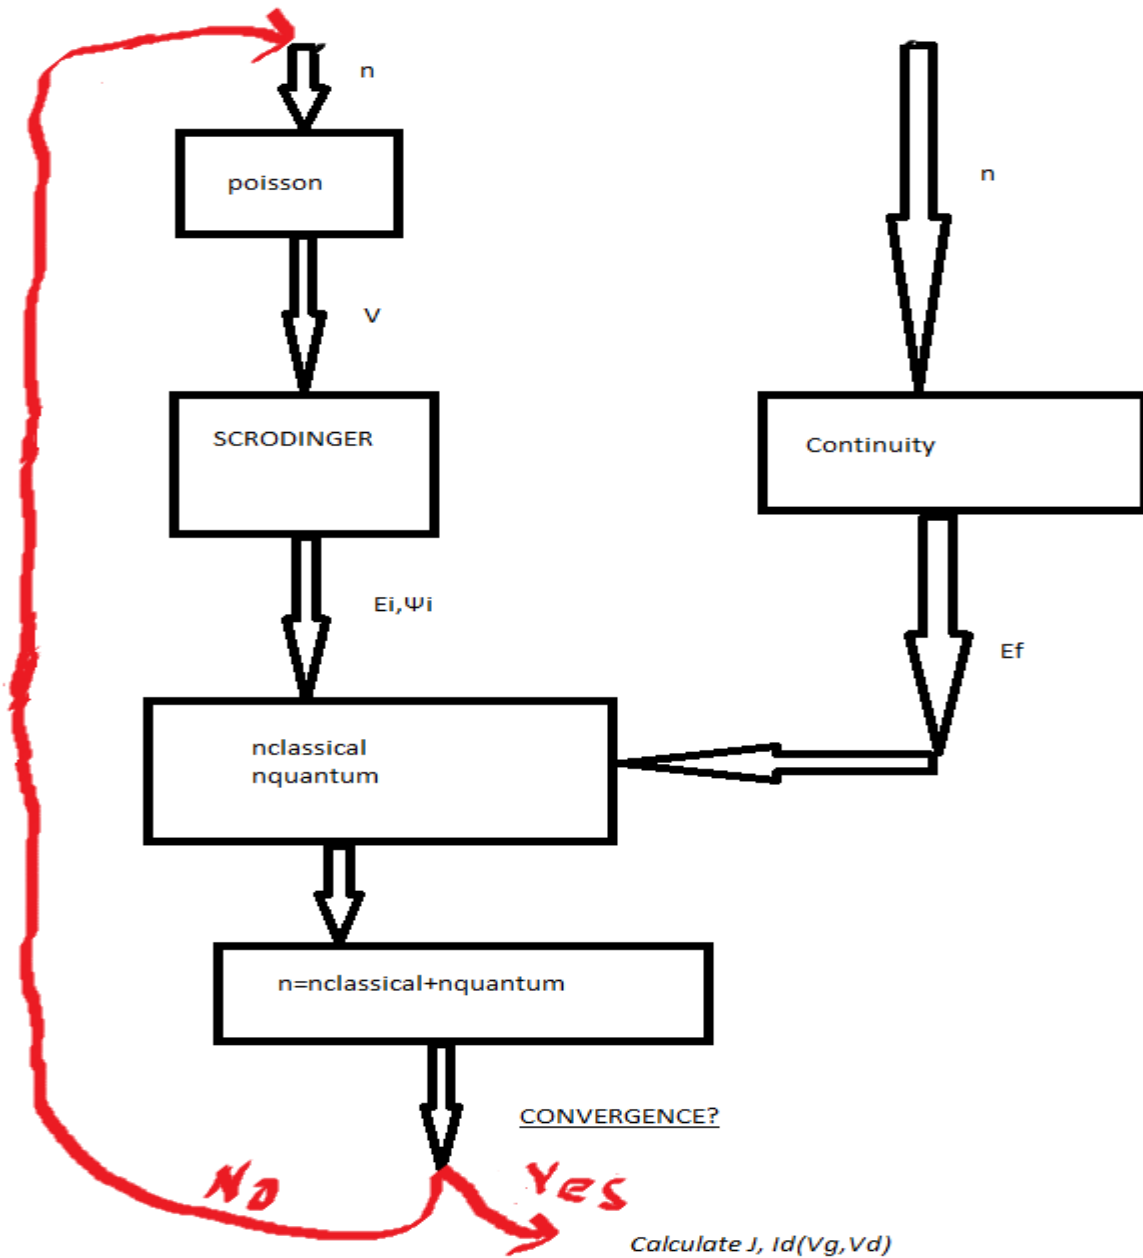 n
poisson
n
V
SCRODINGER
Continuity
Ei,Ψi
Ef
nclassical
nquantum
n=nclassical+nquantum
CONVERGENCE?
NO
YES
Calculate J, Id(Vg,Vd)